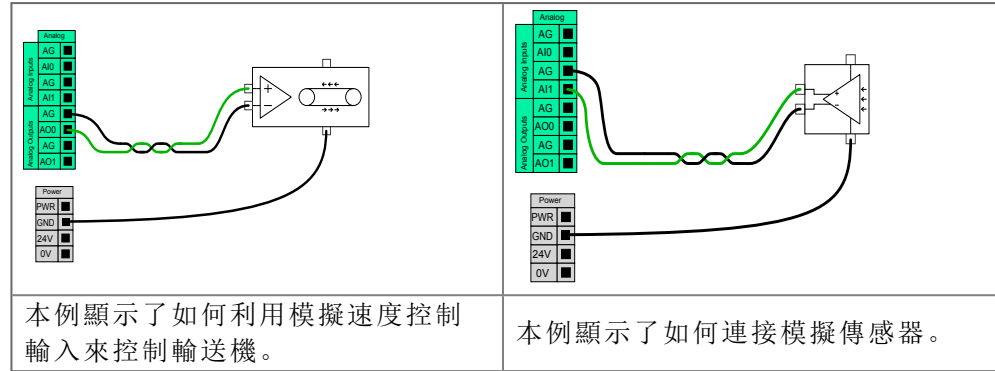 Analog
Analog Inputs
AG
AI0
AG
AI1
Analog Outputs
AG
AO0
AG
AO1
Power
PWR
GND
24V
0V
+
−
本例顯示了如何利用模擬速度控制
輸入來控制輸送機。
Analog
Analog Inputs
AG
AI0
AG
AI1
Analog Outputs
AG
AO0
AG
AO1
Power
PWR
GND
24V
0V
+
-
本例顯示了如何連接模擬傳感器。